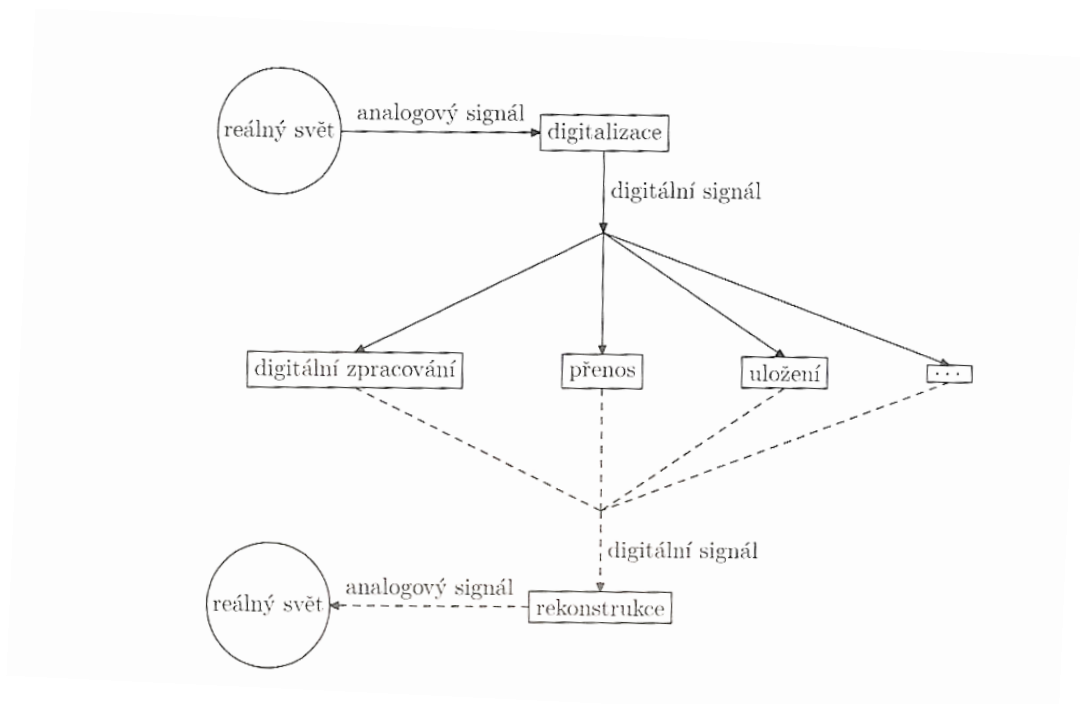 reálný svět
analogový signál
digitalizace
digitální signál
digitální zpracování
přenos
uložení
...
digitální signál
analogový signál
reálný svět
rekonstrukce